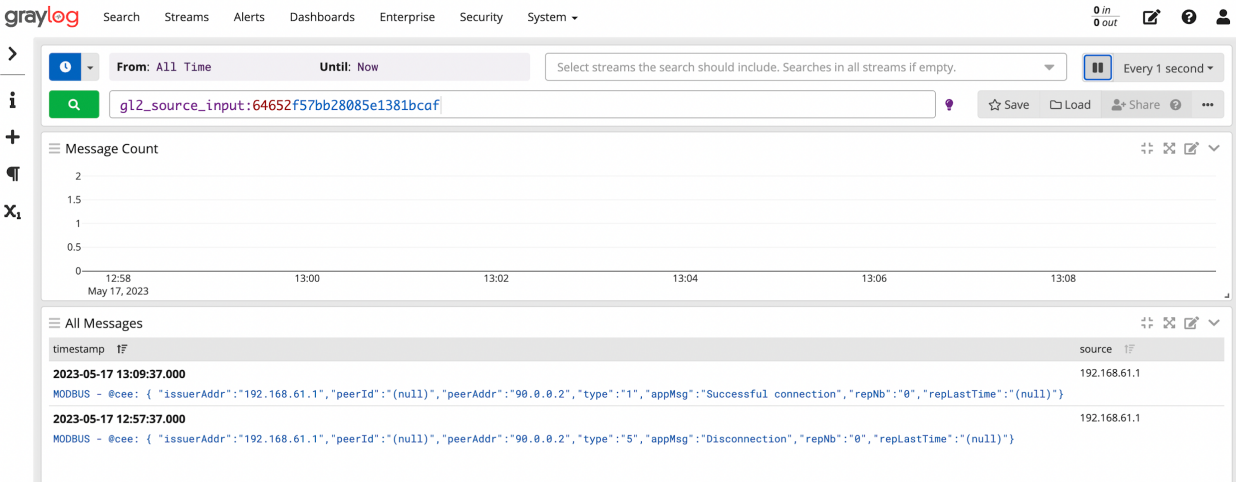 graylog Search Streams Alerts Dashboards Enterprise Security System 0 in
0 out
From: All Time Until: Now Select streams the search should include. Searches in all streams if empty. Every 1 second
gl2_source_input:64652f57bb28085e1381bcaf Save Load Share
Message Count
2
1.5
1
0.5
0
12:58 13:00 13:02 13:04 13:06 13:08
May 17, 2023
All Messages
timestamp source
2023-05-17 13:09:37.000 192.168.61.1
MODBUS - @cee: { "issuerAddr":"192.168.61.1","peerId":"(null)","peerAddr":"90.0.0.2","type":"1","appMsg":"Successful connection","repNb":"0","repLastTime":"(null)"}
2023-05-17 12:57:37.000 192.168.61.1
MODBUS - @cee: { "issuerAddr":"192.168.61.1","peerId":"(null)","peerAddr":"90.0.0.2","type":"5","appMsg":"Disconnection","repNb":"0","repLastTime":"(null)"}